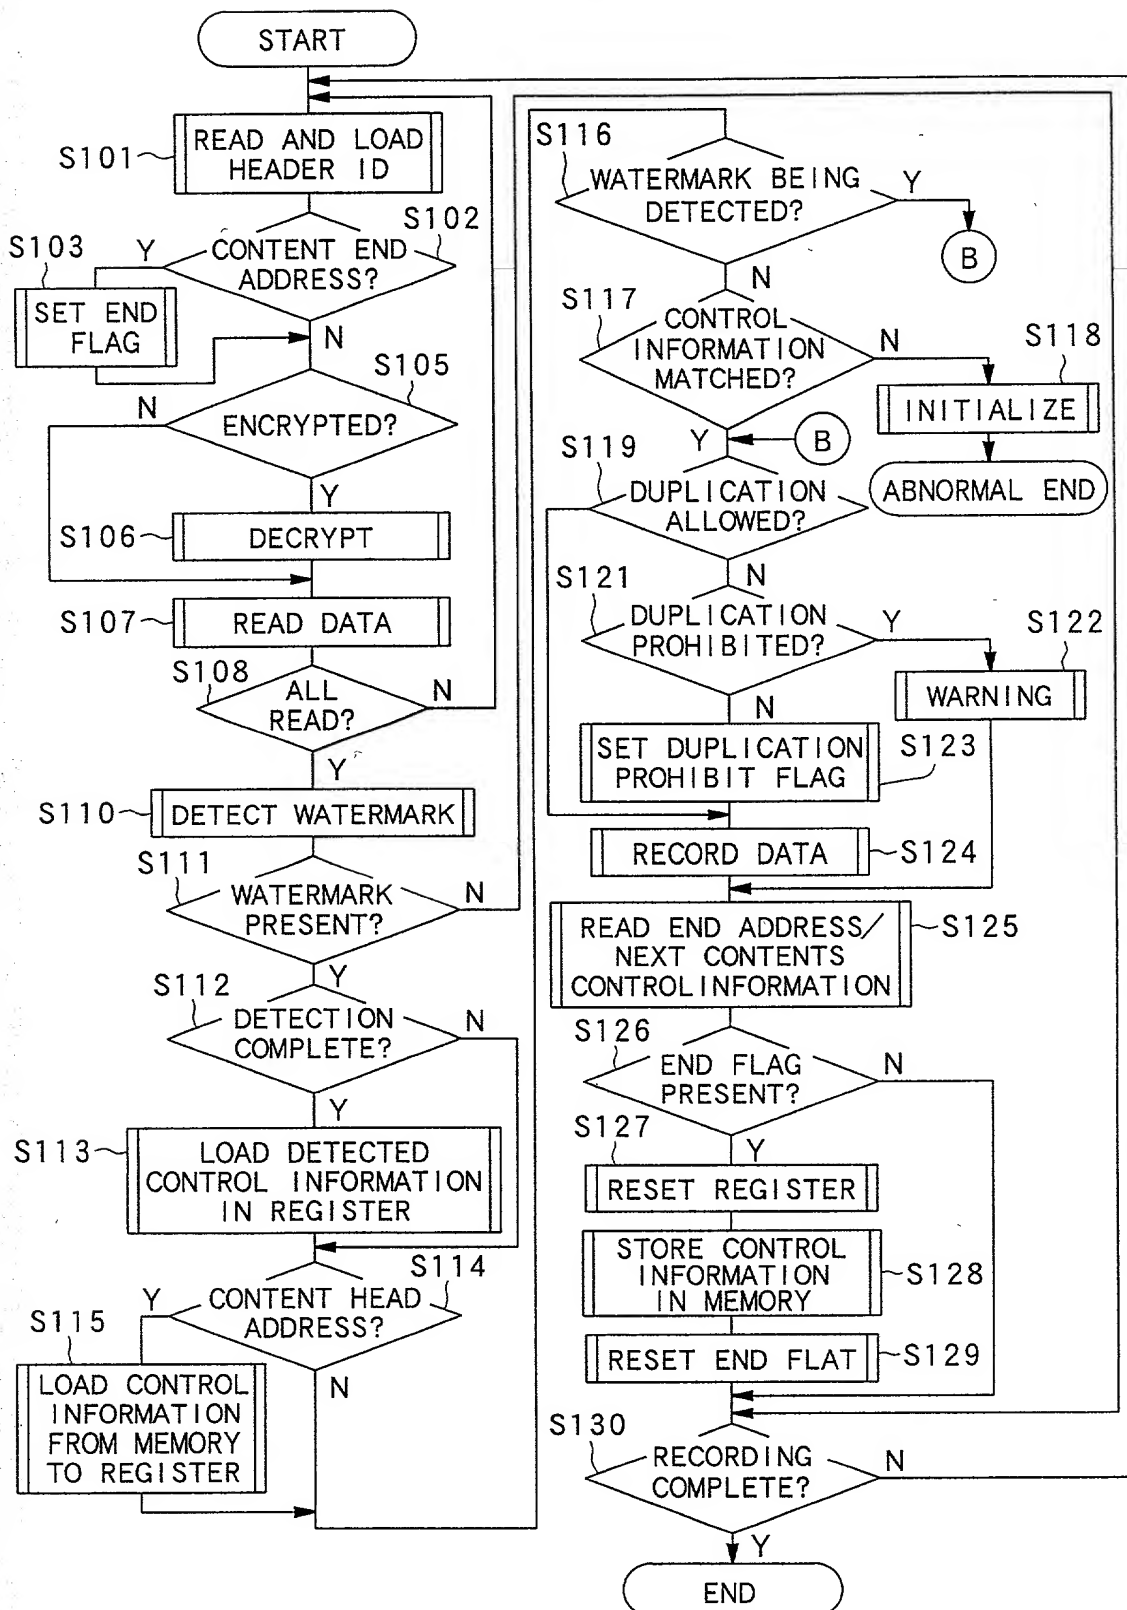 START
S101
READ AND LOAD
HEADER ID
S102
CONTENT END
ADDRESS?
Y
S103
SET END
FLAG
N
S105
ENCRYPTED?
N
Y
S106
DECRYPT
S107
READ DATA
S108
ALL
READ?
N
Y
S110
DETECT WATERMARK
S111
WATERMARK
PRESENT?
N
Y
S112
DETECTION
COMPLETE?
N
Y
S113
LOAD DETECTED
CONTROL INFORMATION
IN REGISTER
S114
CONTENT HEAD
ADDRESS?
Y
S115
LOAD CONTROL
INFORMATION
FROM MEMORY
TO REGISTER
N
S116
WATERMARK BEING
DETECTED?
Y
B
N
S117
CONTROL
INFORMATION
MATCHED?
N
S118
INITIALIZE
ABNORMAL END
Y
B
S119
DUPLICATION
ALLOWED?
N
S121
DUPLICATION
PROHIBITED?
Y
S122
WARNING
N
SET DUPLICATION
PROHIBIT FLAG
S123
RECORD DATA
S124
READ END ADDRESS/
NEXT CONTENTS
CONTROL INFORMATION
S125
S126
END FLAG
PRESENT?
N
Y
S127
RESET REGISTER
STORE CONTROL
INFORMATION
IN MEMORY
S128
RESET END FLAT
S129
S130
RECORDING
COMPLETE?
N
Y
END